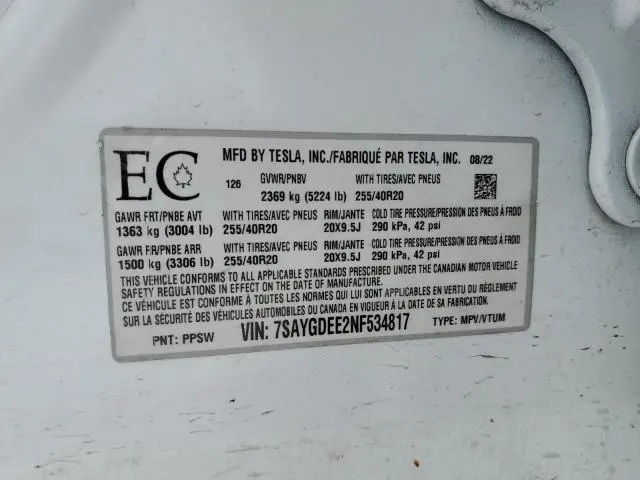 EC MFD BY TESLA, INC./FABRIQUÉ PAR TESLA, INC. 08/22
126 GVWR/PNBV WITH TIRES/AVEC PNEUS
2369 kg (5224 lb) 255/40R20
GAWR FRT/PNBE AVT WITH TIRES/AVEC PNEUS RIM/JANTE COLD TIRE PRESSURE/PRESSION DES PNEUS À FROID
1363 kg (3004 lb) 255/40R20 20X9.5J 290 kPa, 42 psi
GAWR RR/PNBE ARR WITH TIRES/AVEC PNEUS RIM/JANTE COLD TIRE PRESSURE/PRESSION DES PNEUS À FROID
1500 kg (3306 lb) 255/40R20 20X9.5J 290 kPa, 42 psi
THIS VEHICLE CONFORMS TO ALL APPLICABLE STANDARDS PRESCRIBED UNDER THE CANADIAN MOTOR VEHICLE
SAFETY REGULATIONS IN EFFECT ON THE DATE OF MANUFACTURE.
CE VÉHICULE EST CONFORME À TOUTES LES NORMES QUI LUI SONT APPLICABLES EN VERTU DU RÈGLEMENT
SUR LA SÉCURITÉ DES VÉHICULES AUTOMOBILES DU CANADA EN VIGUEUR À LA DATE DE SA FABRICATION.
PNT: PPSW VIN: 7SAYGDEE2NF534817 TYPE: MPV/VTUM